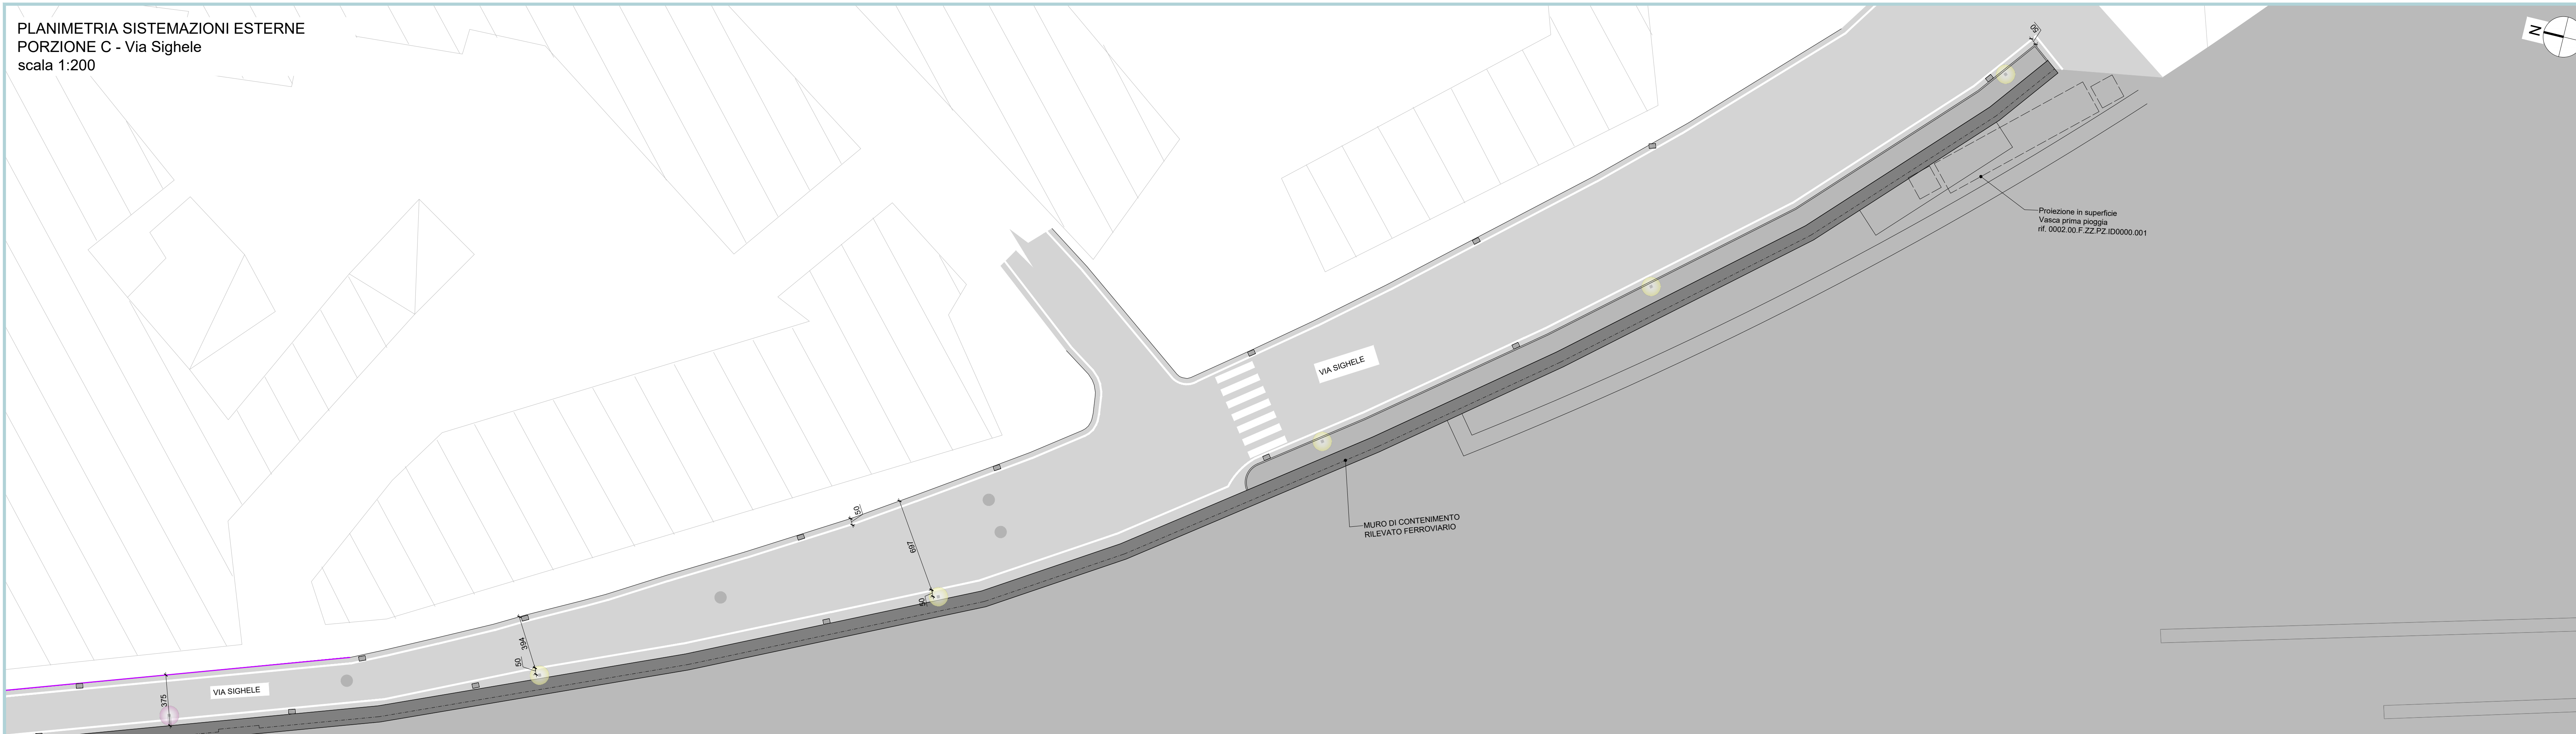 PLANIMETRIA SISTEMAZIONI ESTERNE
PORZIONE C - Via Sighele
scala 1:200
N
50
Proiezione in superficie
Vasca prima pioggia
rif. 0002.00.F.ZZ.PZ.ID0000.001
VIA SIGHELE
MURO DI CONTENIMENTO
RILEVATO FERROVIARIO
50
697
50
394
50
VIA SIGHELE
375